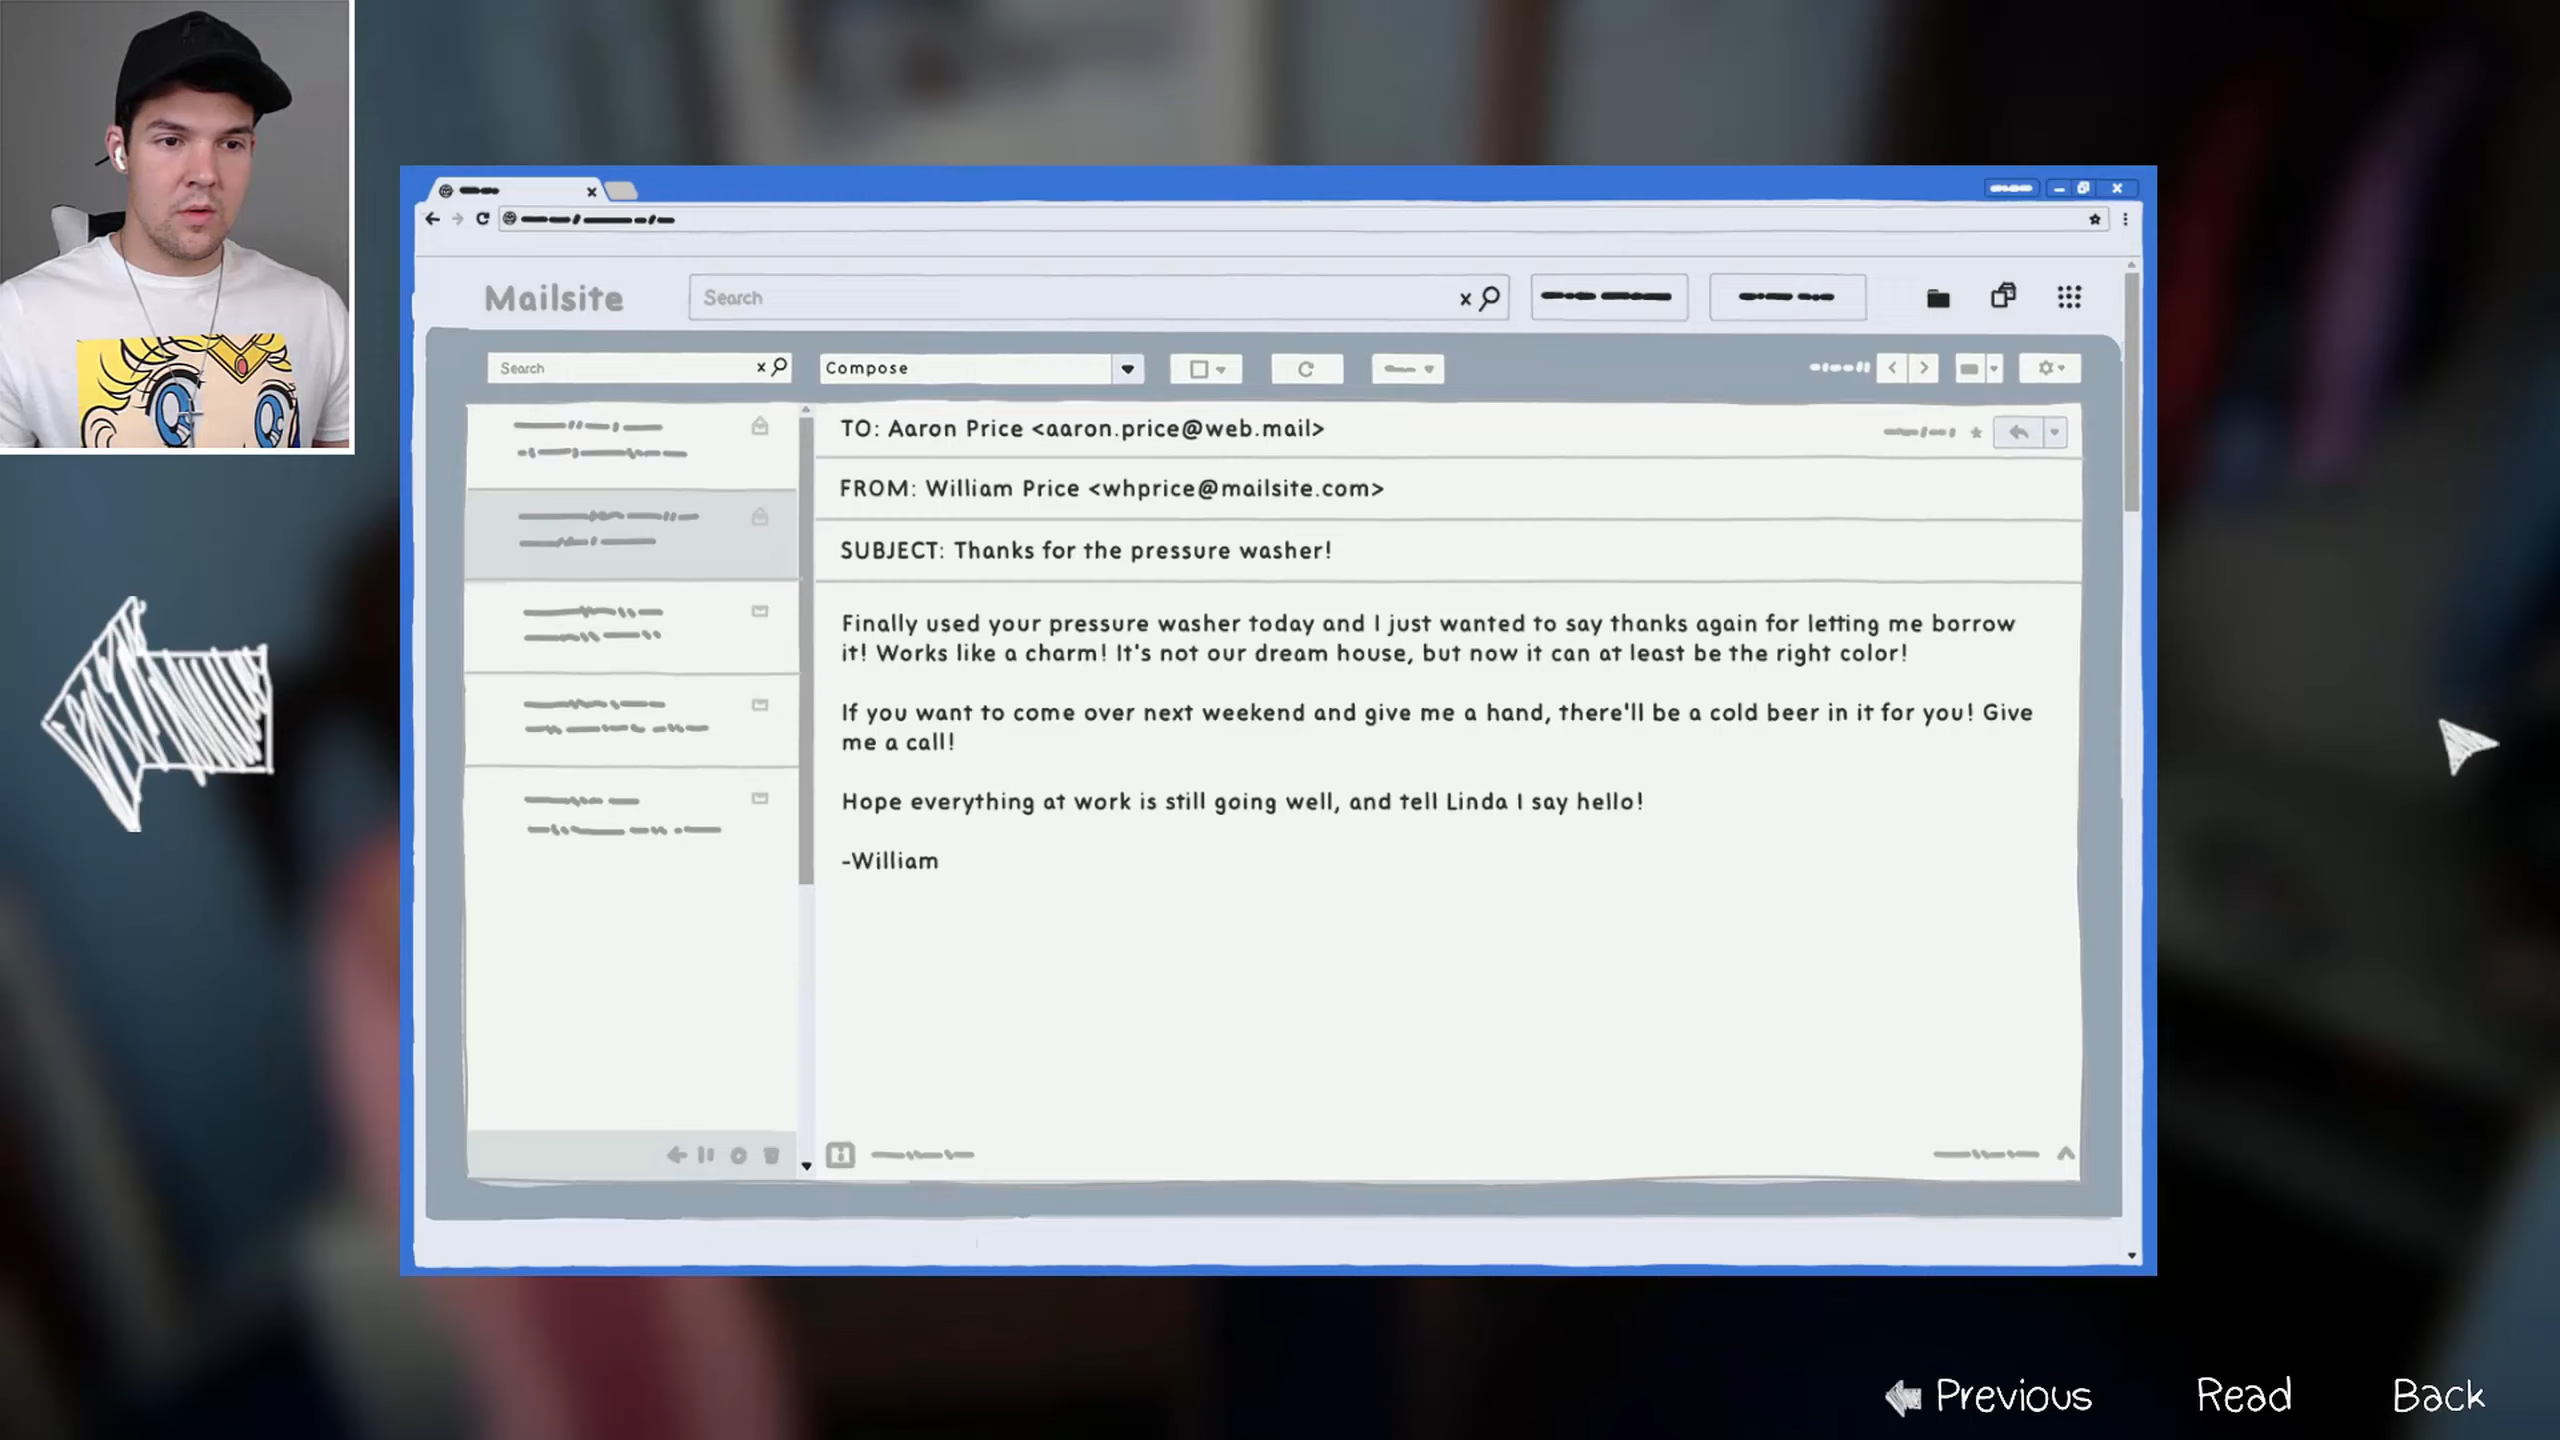 Mailsite
Search
Search
Compose
TO: Aaron Price <aaron.price@web.mail>
FROM: William Price <whprice@mailsite.com>
SUBJECT: Thanks for the pressure washer!
Finally used your pressure washer today and I just wanted to say thanks again for letting me borrow
it! Works like a charm! It's not our dream house, but now it can at least be the right color!
If you want to come over next weekend and give me a hand, there'll be a cold beer in it for you! Give
me a call!
Hope everything at work is still going well, and tell Linda I say hello!
-William
Previous
Read
Back